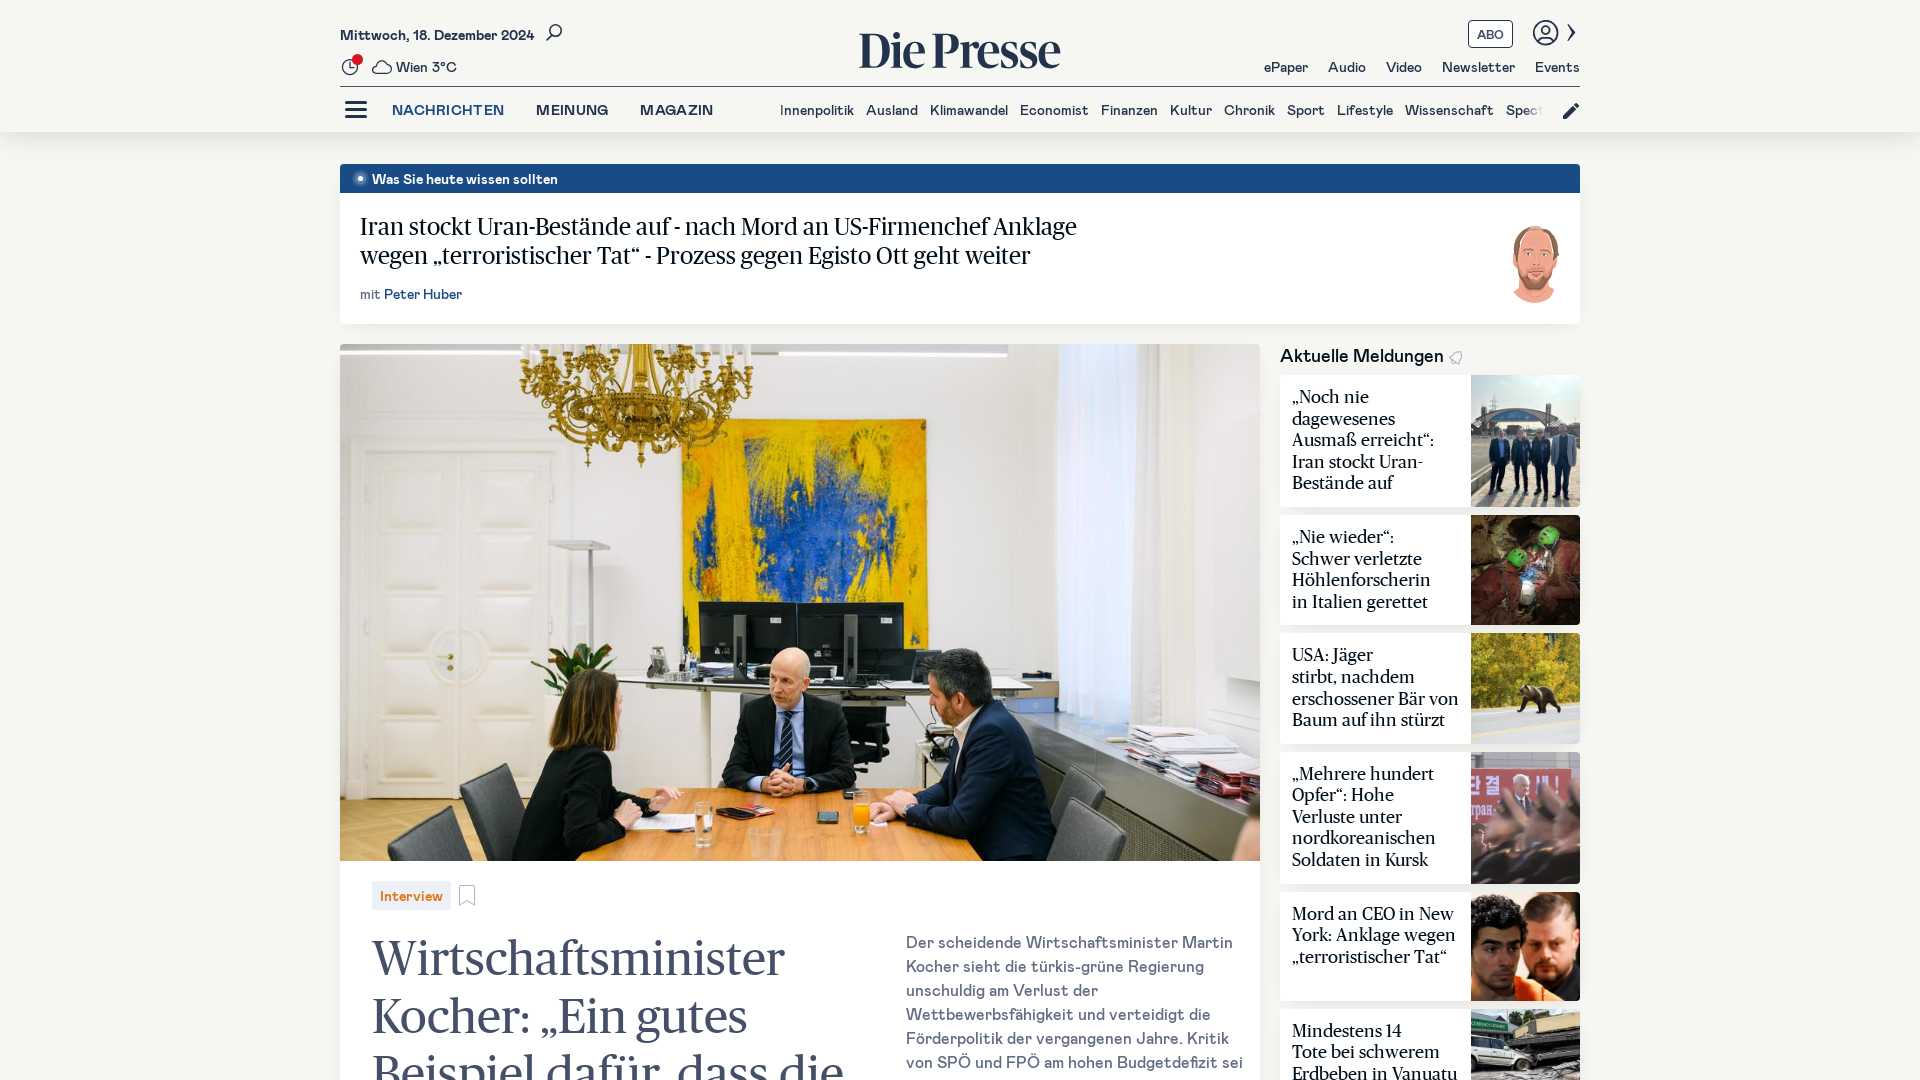 Mittwoch, 18. Dezember 2024
Wien 3°C
Die Presse
ABO
ePaper Audio Video Newsletter Events
NACHRICHTEN MEINUNG MAGAZIN
Innenpolitik Ausland Klimawandel Economist Finanzen Kultur Chronik Sport Lifestyle Wissenschaft Spect
Was Sie heute wissen sollten
Iran stockt Uran-Bestände auf - nach Mord an US-Firmenchef Anklage
wegen „terroristischer Tat“ - Prozess gegen Egisto Ott geht weiter
mit Peter Huber
Interview
Wirtschaftsminister
Kocher: „Ein gutes
Beispiel dafür, dass die
Der scheidende Wirtschaftsminister Martin
Kocher sieht die türkis-grüne Regierung
unschuldig am Verlust der
Wettbewerbsfähigkeit und verteidigt die
Förderpolitik der vergangenen Jahre. Kritik
von SPÖ und FPÖ am hohen Budgetdefizit sei
Aktuelle Meldungen
„Noch nie
dagewesenes
Ausmaß erreicht“:
Iran stockt Uran-
Bestände auf
„Nie wieder“:
Schwer verletzte
Höhlenforscherin
in Italien gerettet
USA: Jäger
stirbt, nachdem
erschossener Bär von
Baum auf ihn stürzt
„Mehrere hundert
Opfer“: Hohe
Verluste unter
nordkoreanischen
Soldaten in Kursk
Mord an CEO in New
York: Anklage wegen
„terroristischer Tat“
Mindestens 14
Tote bei schwerem
Erdbeben in Vanuatu